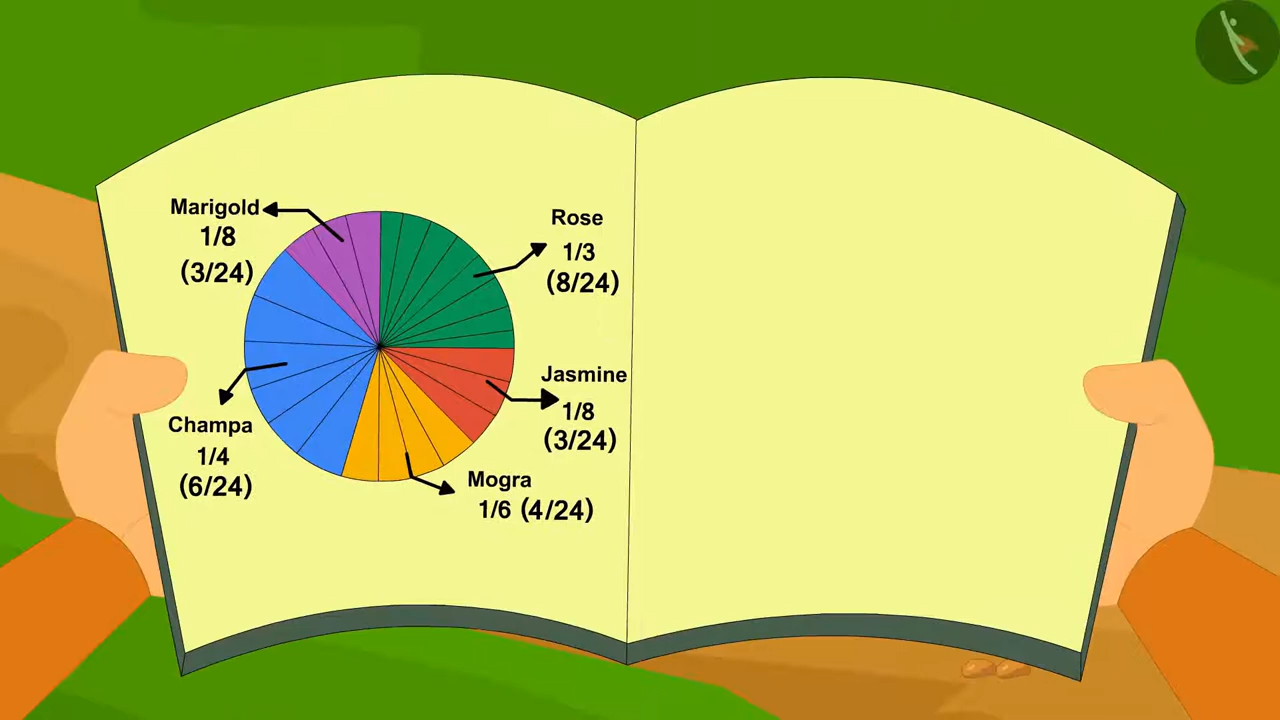 Marigold
1/8
(3/24)
Rose
1/3
(8/24)
Jasmine
1/8
(3/24)
Champa
1/4
(6/24)
Mogra
1/6 (4/24)